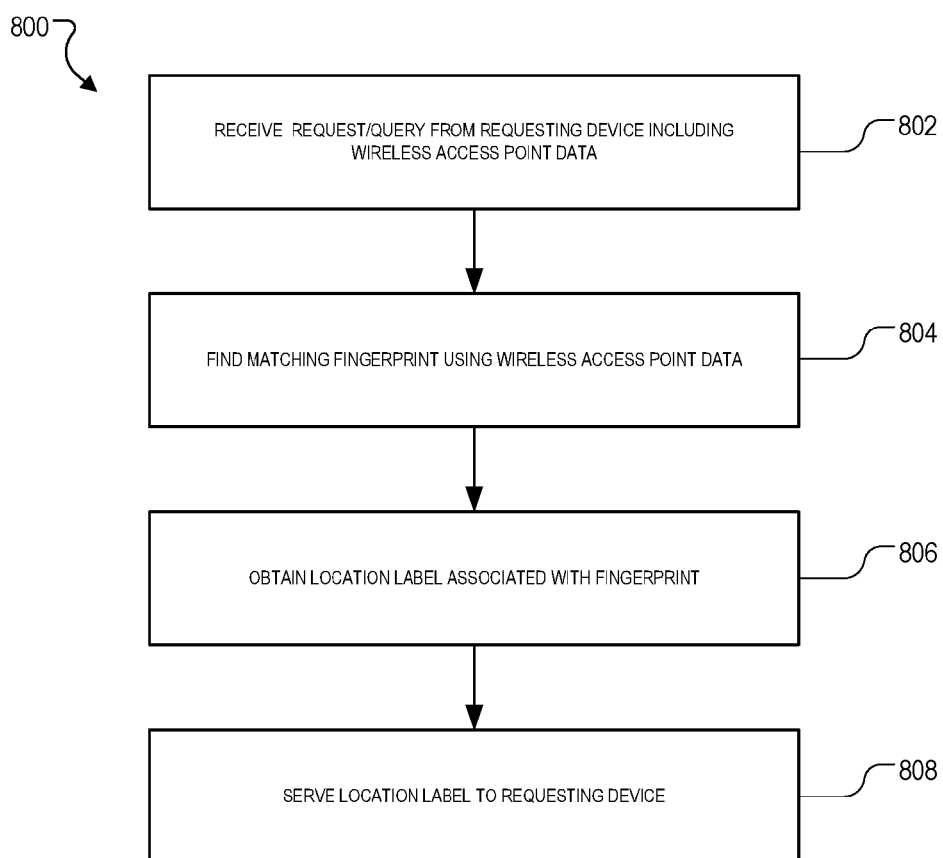 800
RECEIVE REQUEST/QUERY FROM REQUESTING DEVICE INCLUDING
WIRELESS ACCESS POINT DATA
802
FIND MATCHING FINGERPRINT USING WIRELESS ACCESS POINT DATA
804
OBTAIN LOCATION LABEL ASSOCIATED WITH FINGERPRINT
806
SERVE LOCATION LABEL TO REQUESTING DEVICE
808